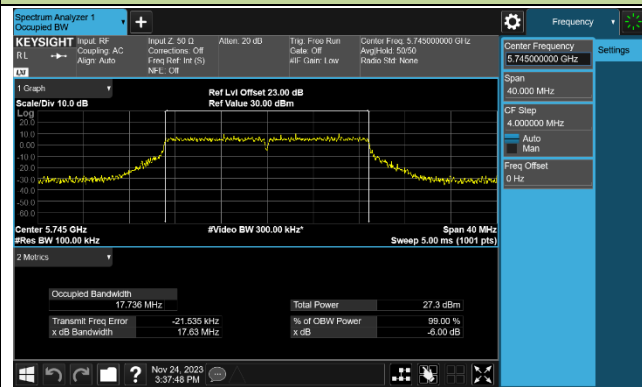 Spectrum Analyzer 1
Occupied BW
+
Frequency
KEYSIGHT
Input: RF
Input Z: 50 Ω
Atten: 20 dB
Trig: Free Run
Center Freq: 5.745000000 GHz
RL
Coupling: AC
Corrections: Off
Gate: Off
Avg|Hold: 50/50
Align: Auto
Freq Ref: Int (S)
#IF Gain: Low
Radio Std: None
NFE: Off
LXI
Center Frequency
5.745000000 GHz
Settings
Span
40.000 MHz
CF Step
4.000000 MHz
Auto
Man
Freq Offset
0 Hz
1 Graph
Ref Lvl Offset 23.00 dB
Scale/Div 10.0 dB
Ref Value 30.00 dBm
Log
20.0
10.0
0.00
-10.0
-20.0
-30.0
-40.0
-50.0
-60.0
Center 5.745 GHz
#Video BW 300.00 kHz*
Span 40 MHz
#Res BW 100.00 kHz
Sweep 5.00 ms (1001 pts)
2 Metrics
Occupied Bandwidth
17.736 MHz
Total Power
27.3 dBm
Transmit Freq Error
-21.535 kHz
% of OBW Power
99.00 %
x dB Bandwidth
17.63 MHz
x dB
-6.00 dB
?
Nov 24, 2023
3:37:48 PM